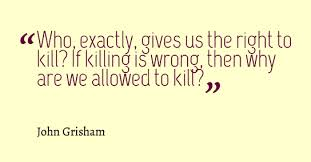 “Who, exactly, gives us the right to
kill? If killing is wrong, then why
are we allowed to kill?”
John Grisham